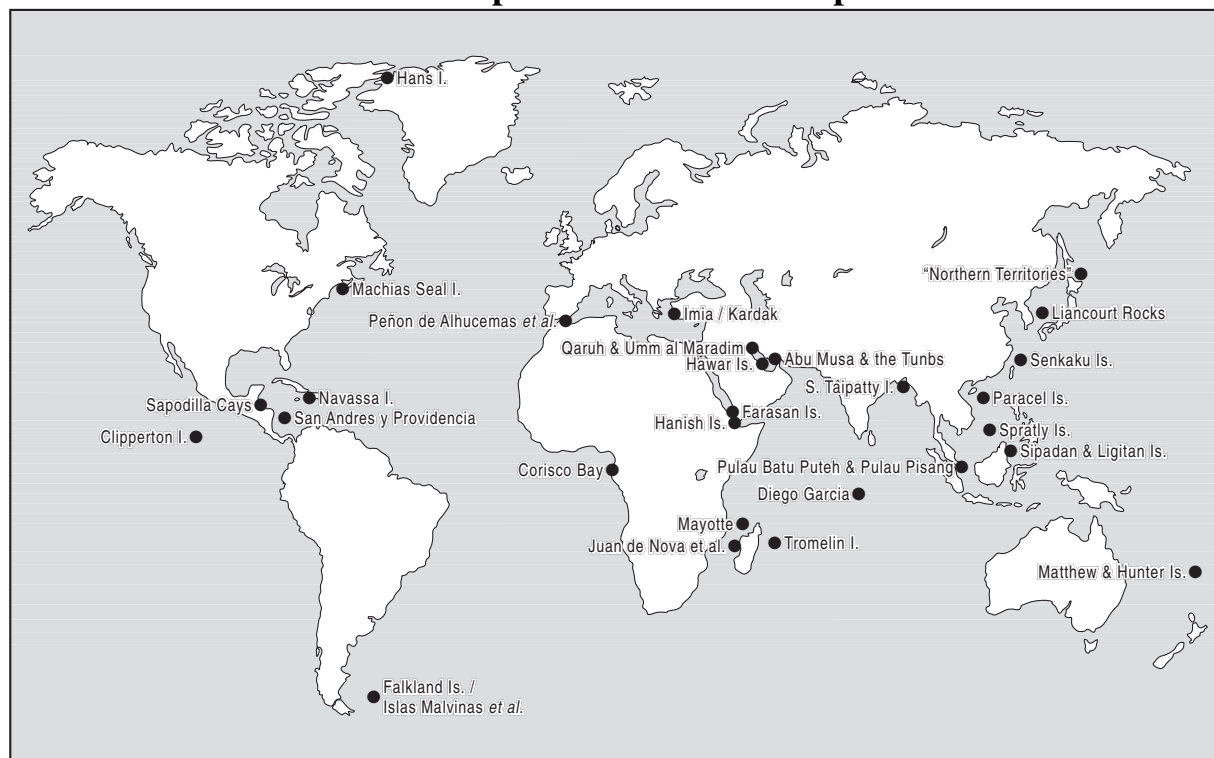 Hans I.
Machias Seal I.
"Northern Territories"
Liancourt Rocks
Imia / Kardak
Peñon de Alhucemas et al.
Qaruh & Umm al Maradim
Hawar Is.
Abu Musa & the Tunbs
Senkaku Is.
S. Taipatty I.
Navassa I.
Sapodilla Cays
San Andres y Providencia
Paracel Is.
Farasan Is.
Hanish Is.
Clipperton I.
Spratly Is.
Sipadan & Ligitan Is.
Corisco Bay
Pulau Batu Puteh & Pulau Pisang
Diego Garcia
Mayotte
Juan de Nova et al.
Tromelin I.
Matthew & Hunter Is.
Falkland Is. /
Islas Malvinas et al.